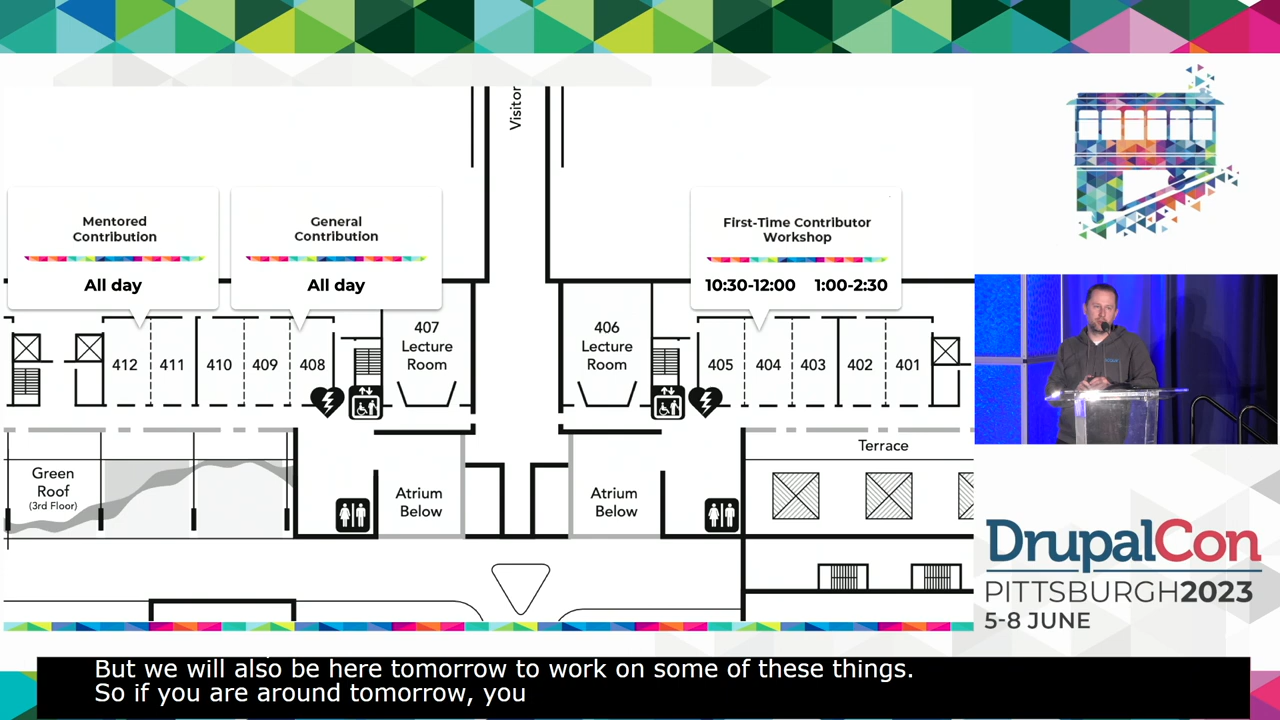 Visitor
Mentored
Contribution
All day
General
Contribution
All day
First-Time Contributor
Workshop
10:30-12:00 1:00-2:30
412 411 410 409 408
407
Lecture
Room
406
Lecture
Room
405 404 403 402 401
Green
Roof
(3rd Floor)
Atrium
Below
Atrium
Below
Terrace
DrupalCon
PITTSBURGH2023
5-8 JUNE
But we will also be here tomorrow to work on some of these things.
So if you are around tomorrow, you